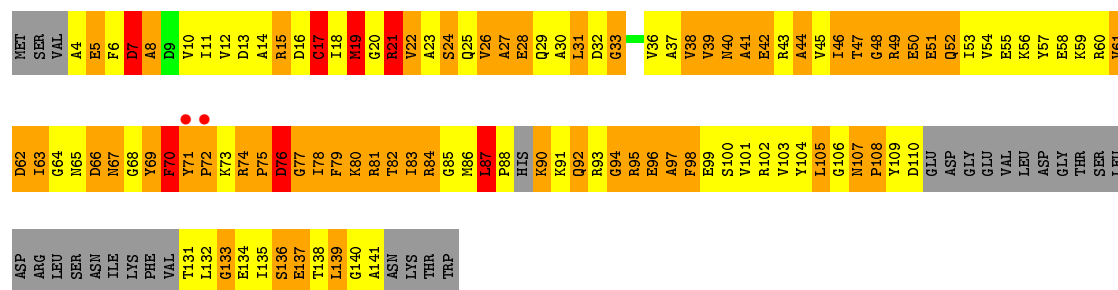 MET SER VAL A4 E5 F6 D7 A8 D9 V10 I11 V12 D13 A14 R15 D16 C17 I18 M19 G20 R21 V22 A23 S24 Q25 V26 A27 E28 Q29 A30 L31 D32 G33 V36 A37 V38 V39 N40 A41 E42 R43 A44 V45 I46 T47 G48 R49 E50 E51 Q52 I53 V54 E55 K56 Y57 E58 K59 R60 V61
D62 I63 G64 N65 D66 N67 G68 Y69 F70 Y71 P72 K73 R74 P75 D76 G77 I78 F79 K80 R81 T82 I83 R84 G85 M86 L87 P88 HIS K90 K91 Q92 R93 G94 R95 E96 A97 F98 E99 S100 V101 R102 V103 Y104 L105 G106 N107 P108 Y109 D110 GLU ASP GLY GLU VAL LEU ASP GLY THR SER LEU
ASP ARG LEU SER ASN ILE LYS PHE VAL T131 L132 G133 E134 I135 S136 E137 T138 L139 G140 A141 ASN LYS THR TRP